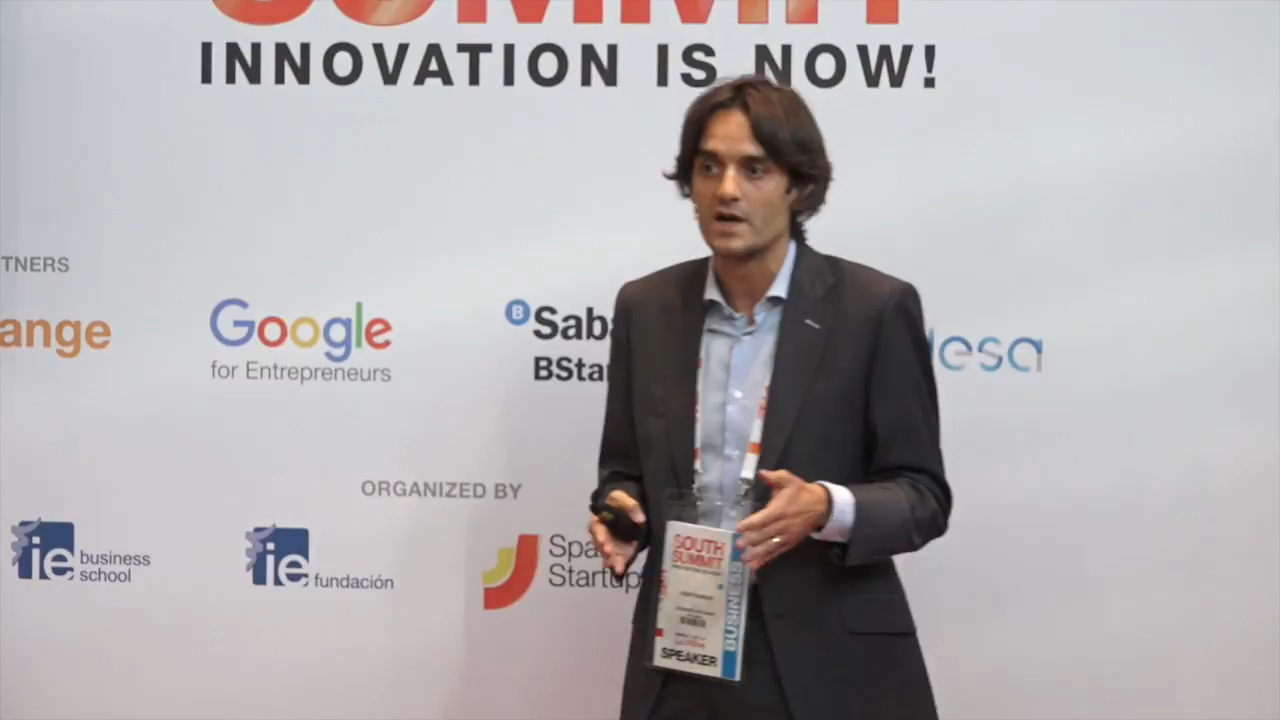 SUMMIT
INNOVATION IS NOW!
TNERS
ange
Google
for Entrepreneurs
B
Saba
BStar
desa
ORGANIZED BY
ie business
school
ie fundación
Spa
Startup
SOUTH
SUMMIT
BUSINESS
SPEAKER